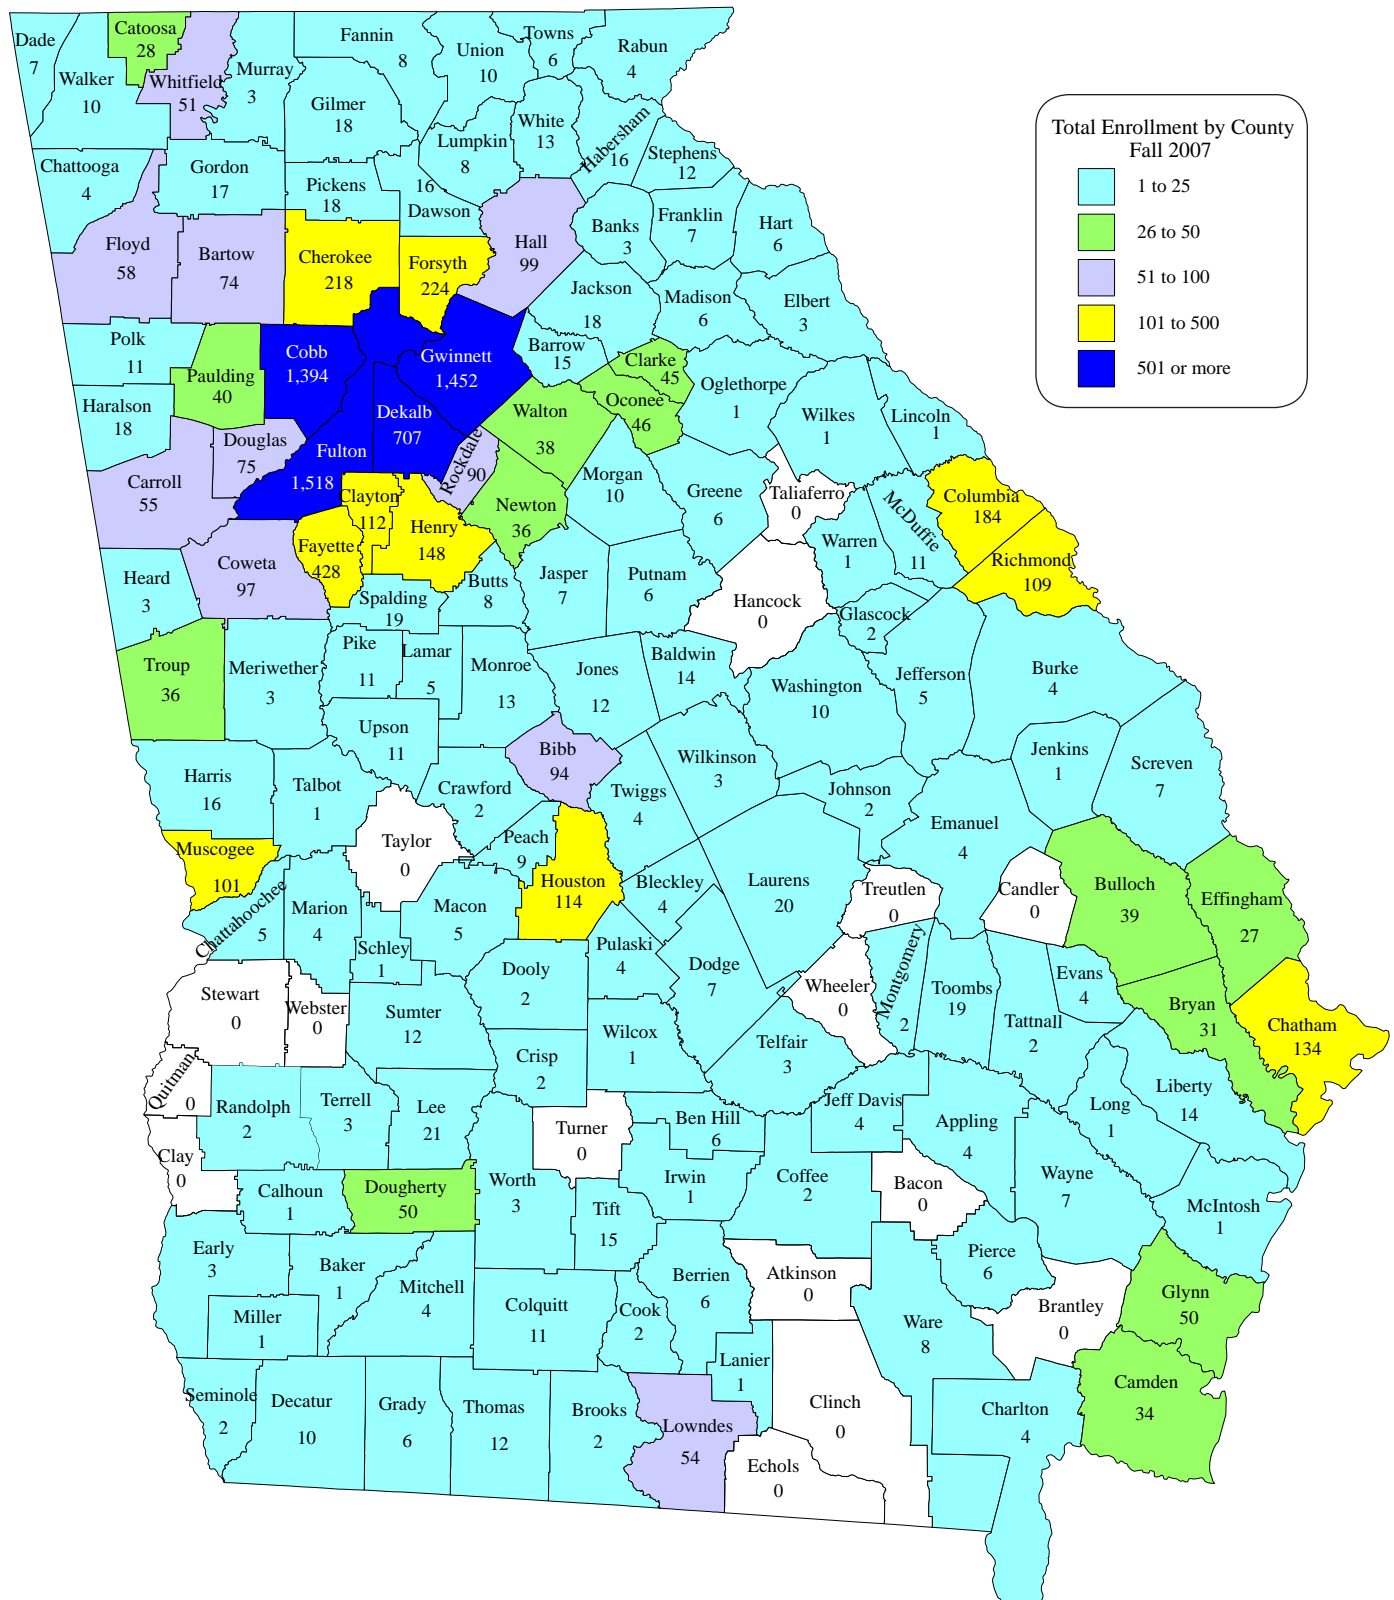 Total Enrollment by County
Fall 2007
1 to 25
26 to 50
51 to 100
101 to 500
501 or more
Dade
7
Walker
10
Catoosa
28
Whitfield
51
Murray
3
Fannin
8
Gilmer
18
Union
10
Towns
6
Rabun
4
White
13
Lumpkin
8
Habersham
16
Stephens
12
Chattooga
4
Gordon
17
Pickens
18
16
Dawson
Banks
3
Franklin
7
Hart
6
Floyd
58
Bartow
74
Cherokee
218
Forsyth
224
Hall
99
Jackson
18
Madison
6
Elbert
3
Polk
11
Paulding
40
Cobb
1,394
Gwinnett
1,452
Barrow
15
Clarke
45
Oconee
46
Oglethorpe
1
Wilkes
1
Lincoln
1
Haralson
18
Douglas
75
Fulton
1,518
Dekalb
707
Rockdale
90
Walton
38
Morgan
10
Greene
6
Taliaferro
0
Columbia
184
McDuffie
11
Richmond
109
Warren
1
Carroll
55
Clayton
112
Henry
148
Newton
36
Fayette
428
Coweta
97
Heard
3
Spalding
19
Butts
8
Jasper
7
Putnam
6
Hancock
0
Glascock
2
Jefferson
5
Burke
4
Troup
36
Meriwether
3
Pike
11
Lamar
5
Monroe
13
Jones
12
Baldwin
14
Washington
10
Jenkins
1
Screven
7
Upson
11
Bibb
94
Wilkinson
3
Twiggs
4
Johnson
2
Emanuel
4
Harris
16
Talbot
1
Crawford
2
Taylor
0
Peach
9
Houston
114
Muscogee
101
Chattahoochee
5
Marion
4
Schley
1
Macon
5
Bleckley
4
Laurens
20
Treutlen
0
Candler
0
Bulloch
39
Effingham
27
Pulaski
4
Dooly
2
Dodge
7
Wheeler
0
Montgomery
2
Toombs
19
Tattnall
2
Evans
4
Bryan
31
Chatham
134
Stewart
0
Webster
0
Sumter
12
Crisp
2
Wilcox
1
Telfair
3
Liberty
14
Long
1
Quitman
0
Randolph
2
Terrell
3
Lee
21
Turner
0
Ben Hill
6
Jeff Davis
4
Appling
4
Wayne
7
McIntosh
1
Clay
0
Calhoun
1
Dougherty
50
Worth
3
Tift
15
Irwin
1
Coffee
2
Bacon
0
Pierce
6
Early
3
Baker
1
Mitchell
4
Miller
1
Colquitt
11
Cook
2
Berrien
6
Atkinson
0
Ware
8
Brantley
0
Glynn
50
Camden
34
Charlton
4
Lanier
1
Clinch
0
Seminole
2
Decatur
10
Grady
6
Thomas
12
Brooks
2
Lowndes
54
Echols
0